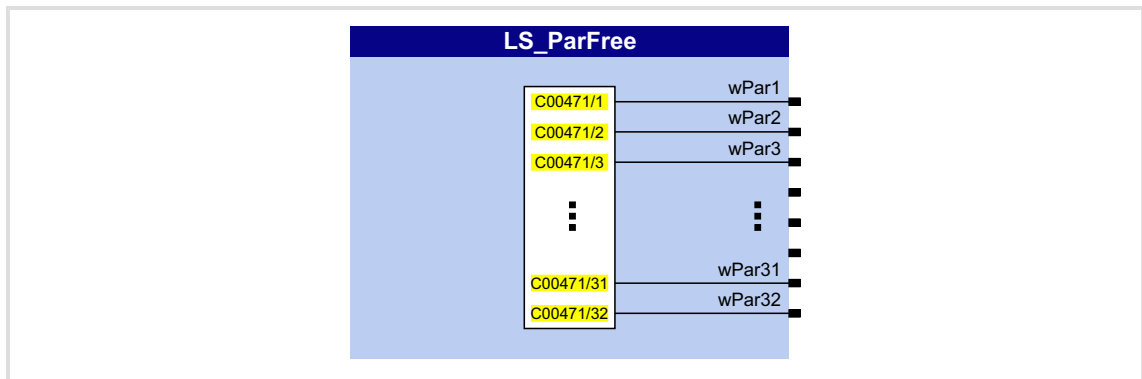 LS_ParFree
wPar1
C00471/1
wPar2
C00471/2
wPar3
C00471/3
wPar31
C00471/31
wPar32
C00471/32